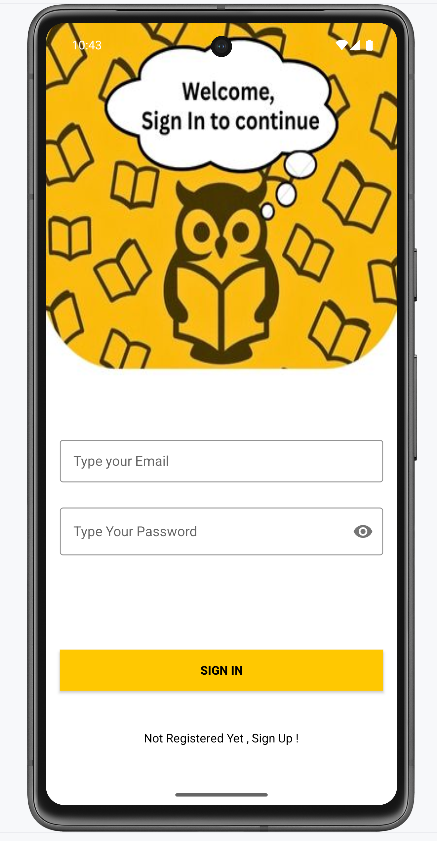 10:43
Welcome,
Sign In to continue
Type your Email
Type Your Password
SIGN IN
Not Registered Yet , Sign Up !